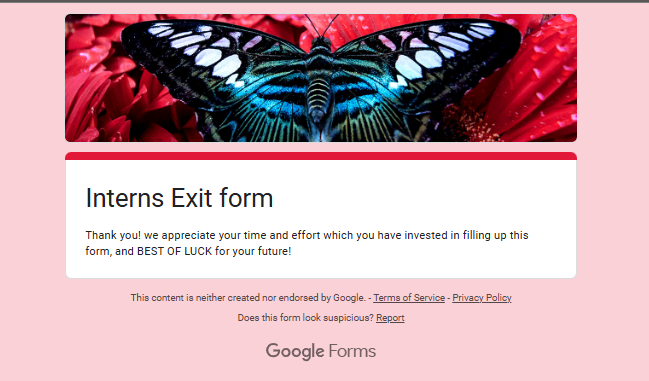 Interns Exit form
Thank you! we appreciate your time and effort which you have invested in filling up this
form, and BEST OF LUCK for your future!
This content is neither created nor endorsed by Google. - Terms of Service - Privacy Policy
Does this form look suspicious? Report
Google Forms